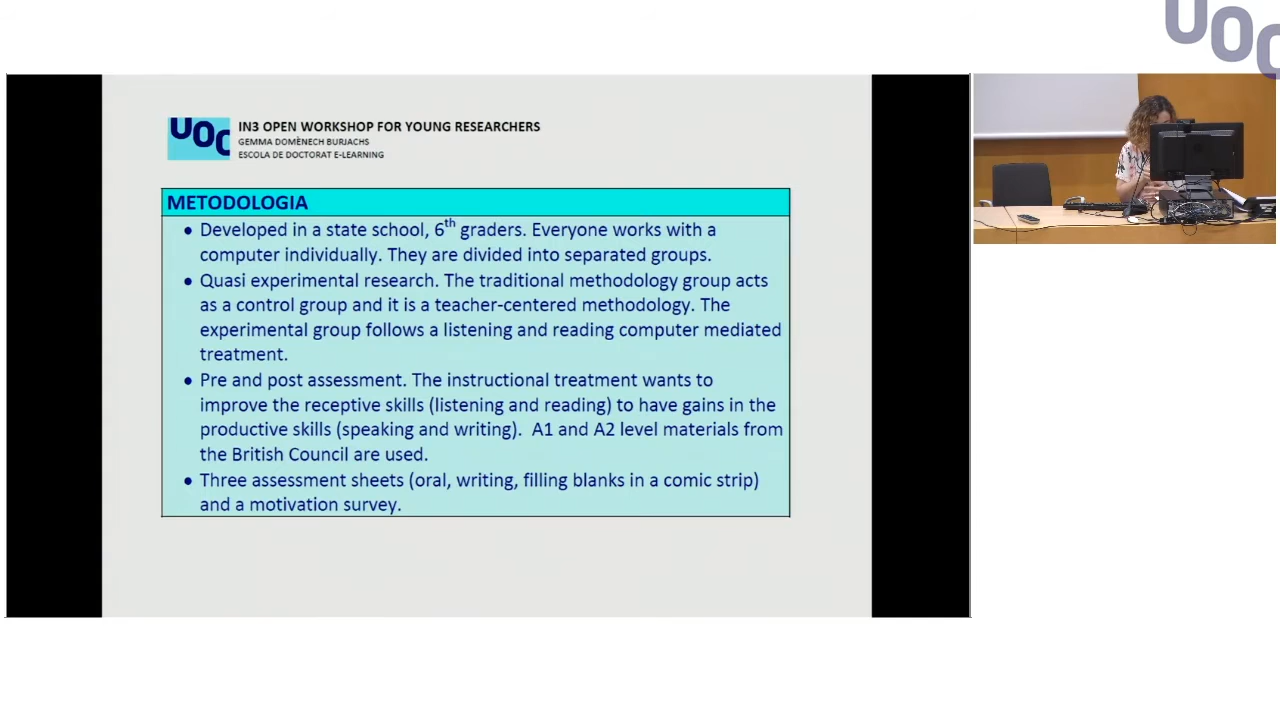 UOC
UOC
IN3 OPEN WORKSHOP FOR YOUNG RESEARCHERS
GEMMA DOMÈNECH BURJACHS
ESCOLA DE DOCTORAT E-LEARNING
METODOLOGIA
• Developed in a state school, 6th graders. Everyone works with a
computer individually. They are divided into separated groups.
• Quasi experimental research. The traditional methodology group acts
as a control group and it is a teacher-centered methodology. The
experimental group follows a listening and reading computer mediated
treatment.
• Pre and post assessment. The instructional treatment wants to
improve the receptive skills (listening and reading) to have gains in the
productive skills (speaking and writing). A1 and A2 level materials from
the British Council are used.
• Three assessment sheets (oral, writing, filling blanks in a comic strip)
and a motivation survey.